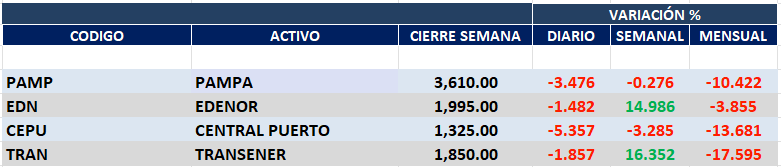 VARIACIÓN %
CODIGO ACTIVO CIERRE SEMANA DIARIO SEMANAL MENSUAL
PAMP PAMPA 3,610.00 -3.476 -0.276 -10.422
EDN EDENOR 1,995.00 -1.482 14.986 -3.855
CEPU CENTRAL PUERTO 1,325.00 -5.357 -3.285 -13.681
TRAN TRANSENER 1,850.00 -1.857 16.352 -17.595